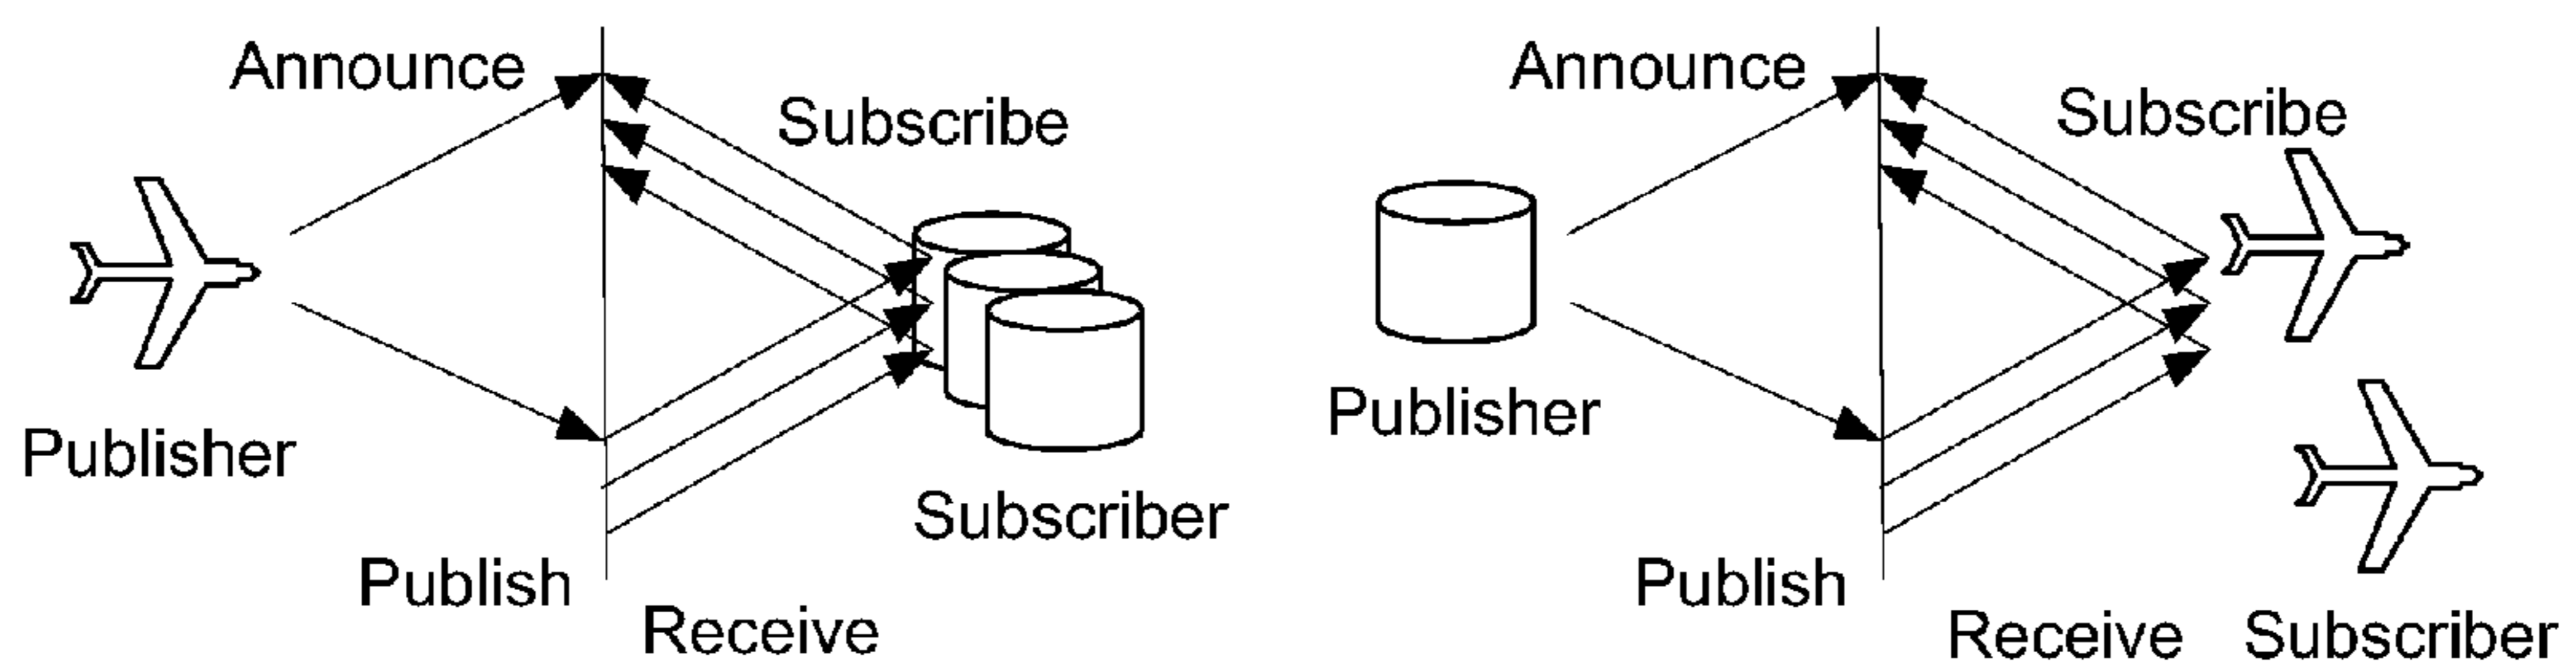 Announce
Subscribe
Publisher
Subscriber
Publish
Receive
Announce
Subscribe
Publisher
Publish
Receive
Subscriber